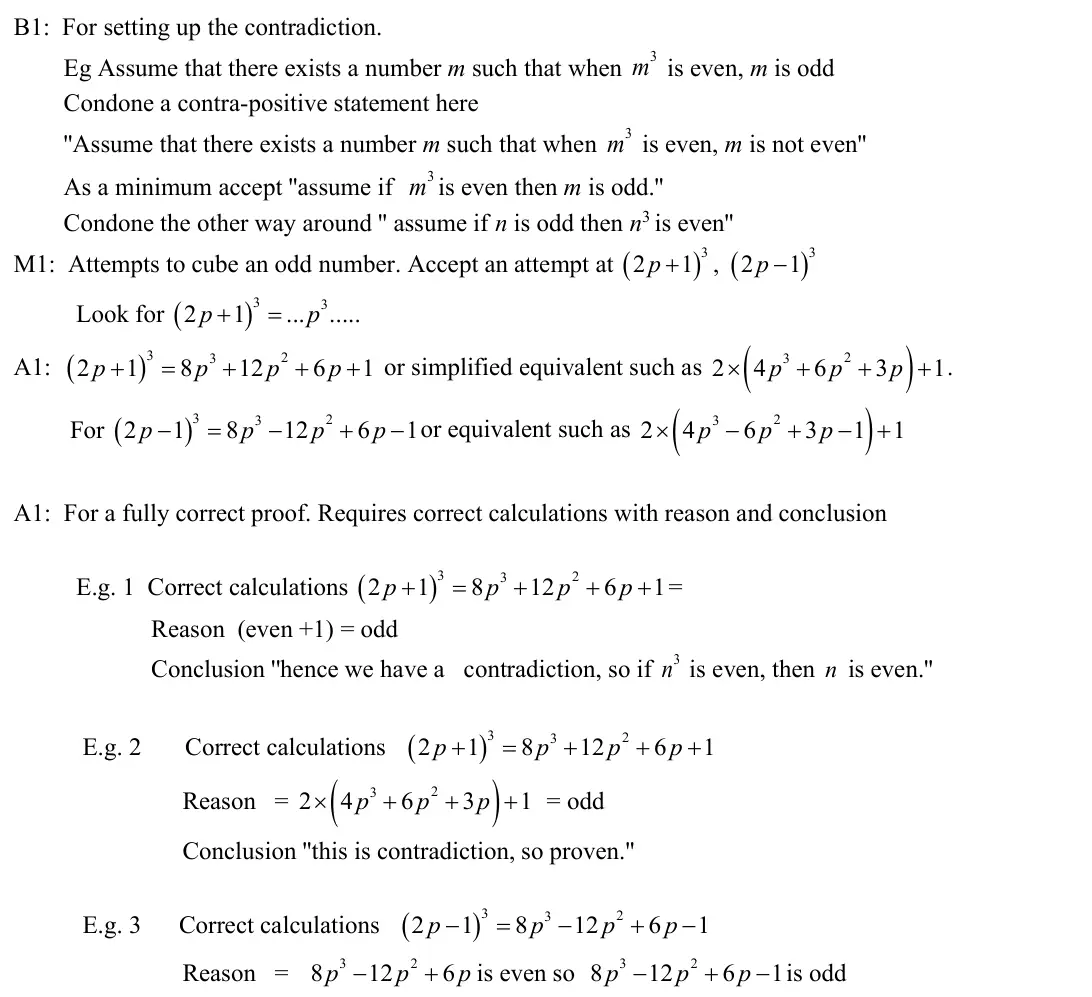 B1: For setting up the contradiction.
Eg Assume that there exists a number m such that when m³ is even, m is odd
Condone a contra-positive statement here
"Assume that there exists a number m such that when m³ is even, m is not even"
As a minimum accept "assume if m³ is even then m is odd."
Condone the other way around " assume if n is odd then n³ is even"
M1: Attempts to cube an odd number. Accept an attempt at (2p+1)³, (2p−1)³
Look for (2p+1)³ = ...p³.....
A1: (2p+1)³ = 8p³ +12p² +6p+1 or simplified equivalent such as 2×(4p³ +6p² +3p)+1.
For (2p−1)³ = 8p³ −12p² +6p−1 or equivalent such as 2×(4p³ −6p² +3p−1)+1
A1: For a fully correct proof. Requires correct calculations with reason and conclusion
E.g. 1 Correct calculations (2p+1)³ = 8p³ +12p² +6p+1=
Reason (even +1) = odd
Conclusion "hence we have a contradiction, so if n³ is even, then n is even."
E.g. 2 Correct calculations (2p+1)³ = 8p³ +12p² +6p+1
Reason = 2×(4p³ +6p² +3p)+1 = odd
Conclusion "this is contradiction, so proven."
E.g. 3 Correct calculations (2p−1)³ = 8p³ −12p² +6p−1
Reason = 8p³ −12p² +6p is even so 8p³ −12p² +6p−1 is odd